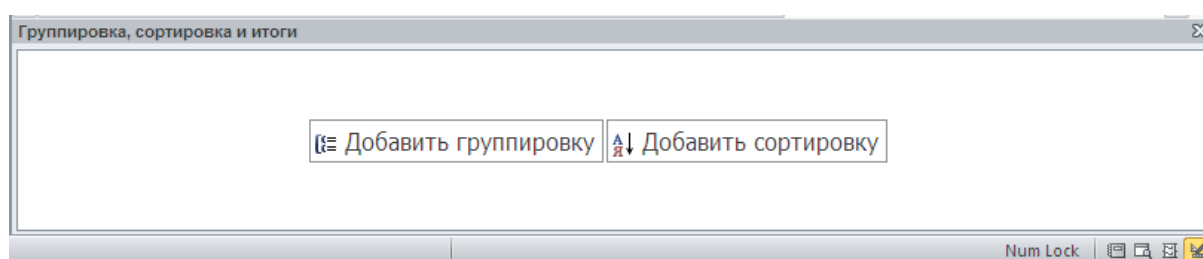 Группировка, сортировка и итоги
Добавить группировку А Я Добавить сортировку
Num Lock